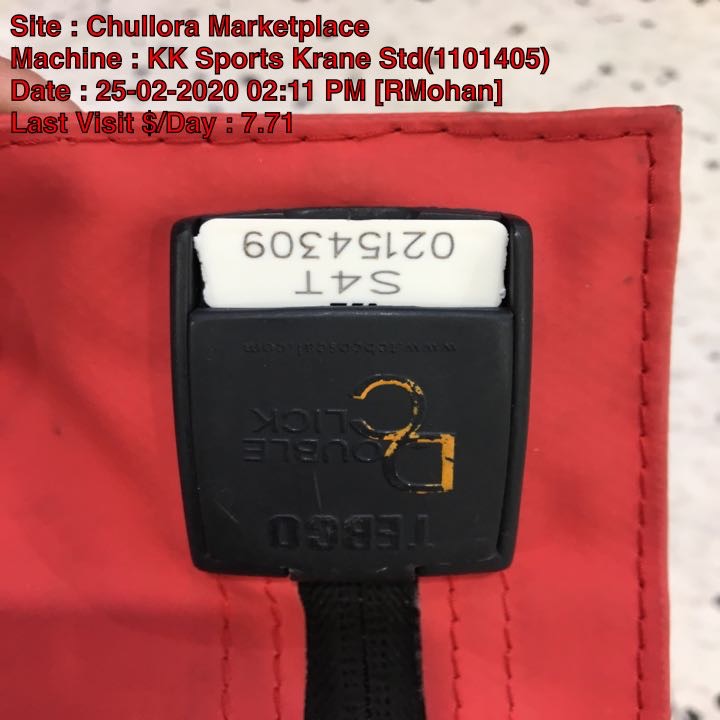 Site : Chullora Marketplace
Machine : KK Sports Krane Std(1101405)
Date : 25-02-2020 02:11 PM [RMohan]
Last Visit $/Day : 7.71
S4T
02154309
www.tebcoseal.com
DOUBLE
CLICK
TEBCO